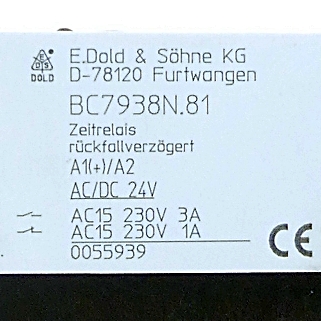 E.Dold & Söhne KG
D-78120 Furtwangen
DOLD
BC7938N.81
Zeitrelais
rückfallverzögert
A1(+)/A2
AC/DC 24V
AC15 230V 3A
AC15 230V 1A
0055939
CE